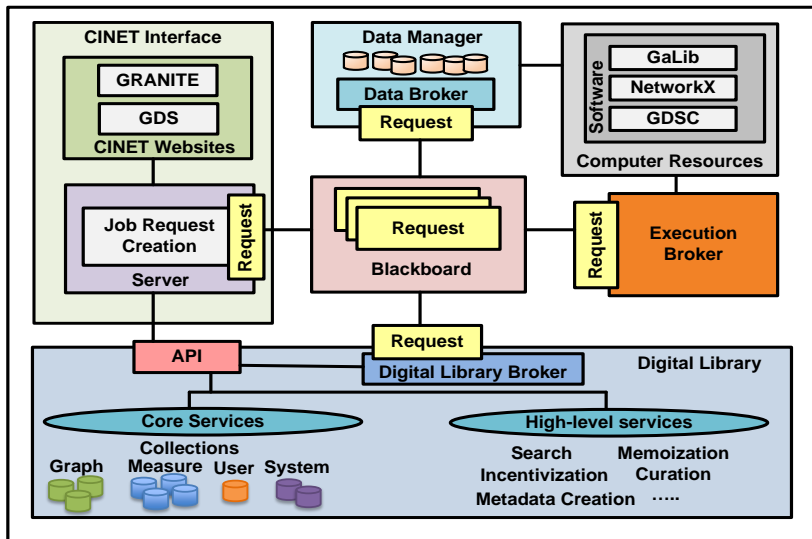 CINET Interface
GRANITE
GDS
CINET Websites
Job Request
Creation
Request
Server
Data Manager
Data Broker
Request
Request
Blackboard
Software
GaLib
NetworkX
GDSC
Computer Resources
Request
Execution
Broker
API
Request
Digital Library Broker
Digital Library
Core Services
Collections
Graph
Measure
User
System
High-level services
Search
Memoization
Incentivization
Curation
Metadata Creation
.....